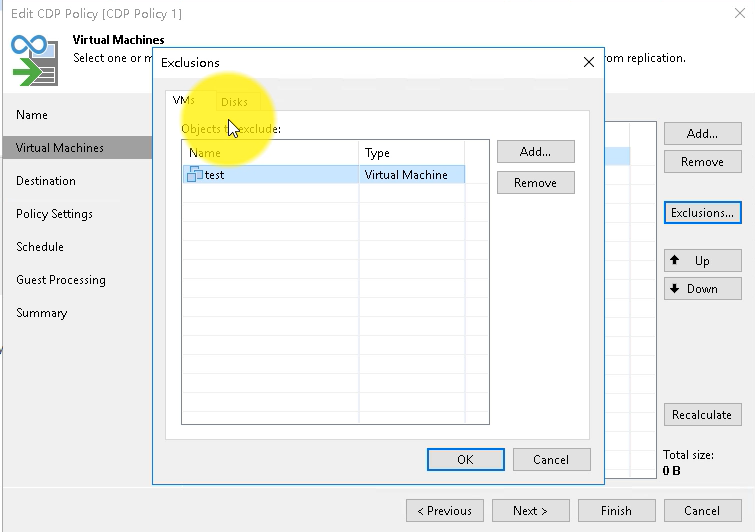 Edit CDP Policy [CDP Policy 1]
Virtual Machines
Select one or m
rom replication.
Name
Virtual Machines
Destination
Policy Settings
Schedule
Guest Processing
Summary
Exclusions
VMs
Disks
Objects to exclude:
Name Type
test Virtual Machine
Add...
Remove
OK
Cancel
Add...
Remove
Exclusions...
Up
Down
Recalculate
Total size:
0 B
< Previous
Next >
Finish
Cancel